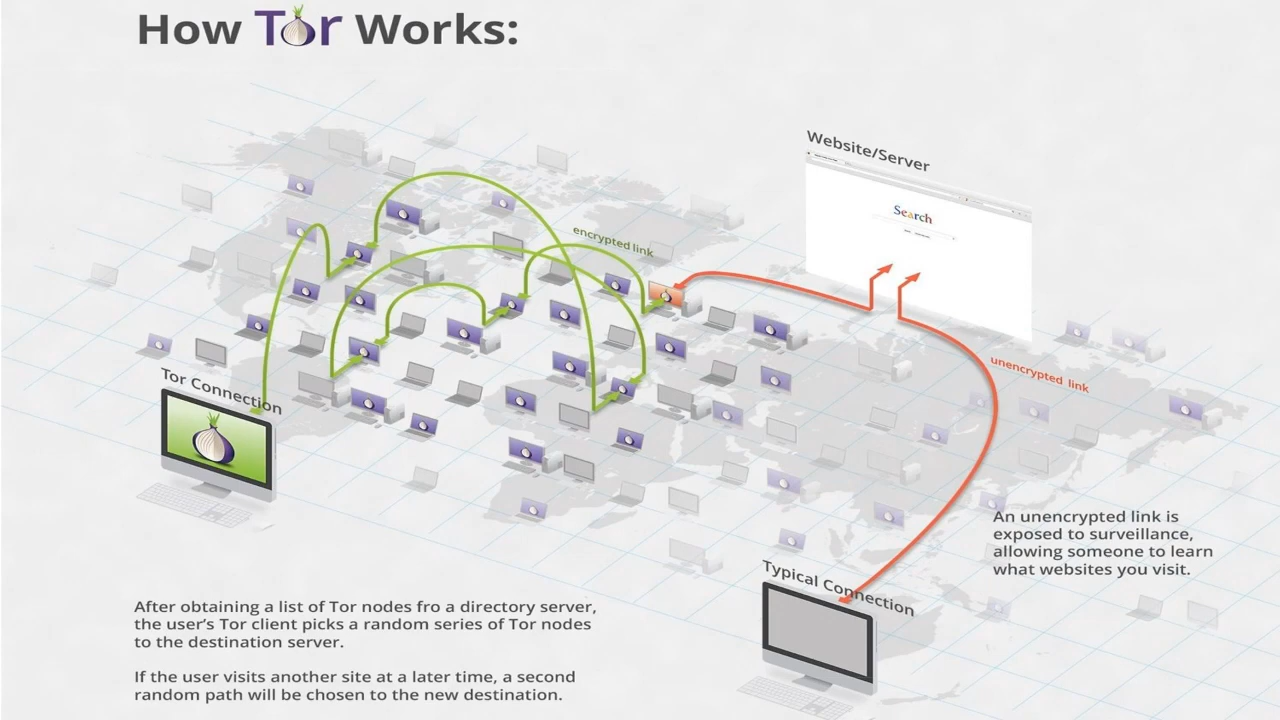 How Tor Works:
Website/Server
Search
encrypted link
unencrypted link
Tor Connection
An unencrypted link is
exposed to surveillance,
allowing someone to learn
what websites you visit.
Typical Connection
After obtaining a list of Tor nodes fro a directory server,
the user's Tor client picks a random series of Tor nodes
to the destination server.
If the user visits another site at a later time, a second
random path will be chosen to the new destination.